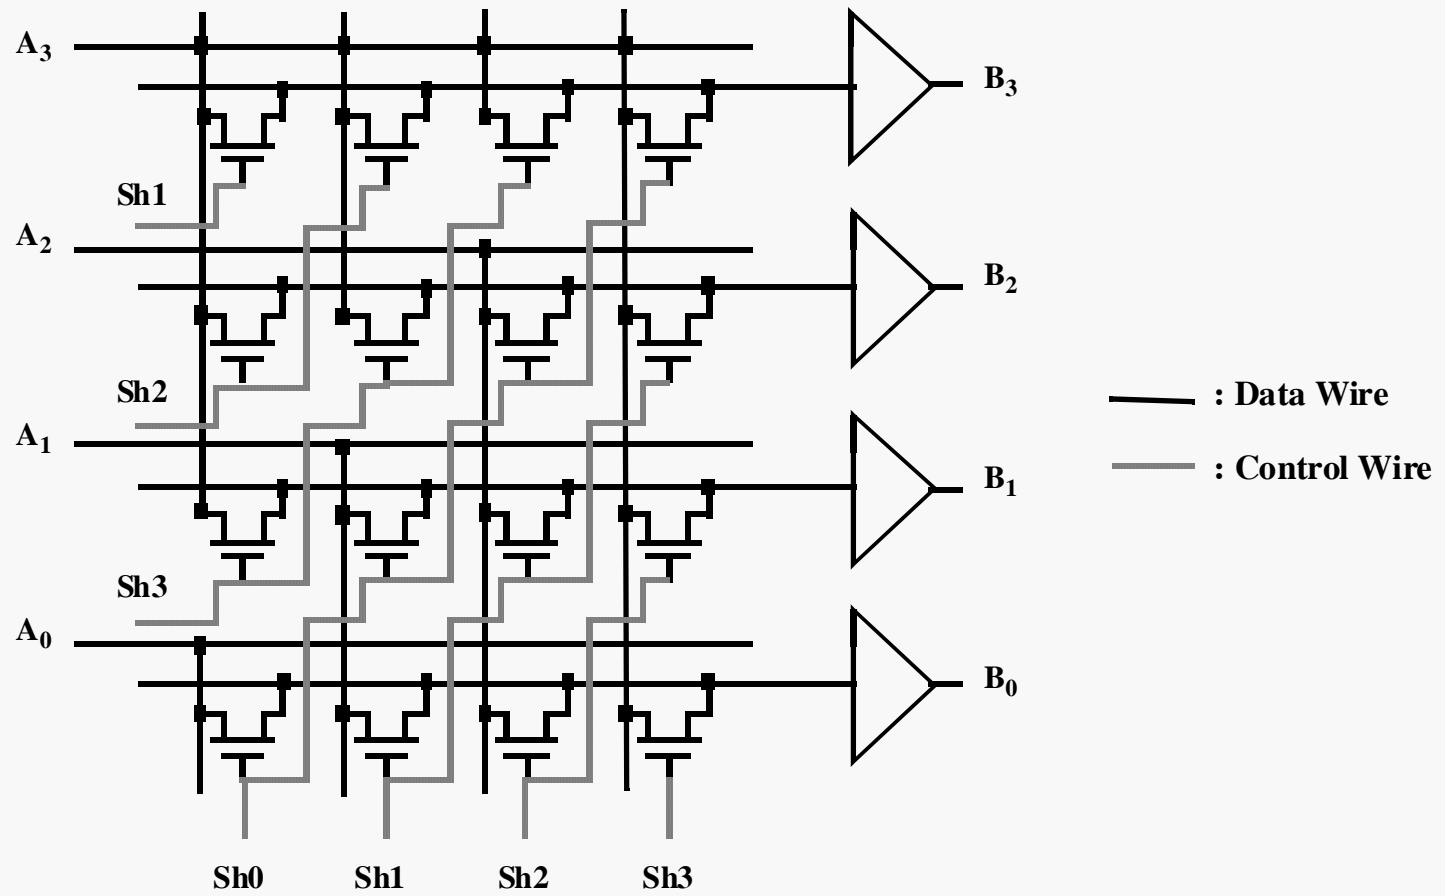 A3
B3
Sh1
A2
B2
Sh2
: Data Wire
A1
: Control Wire
B1
Sh3
A0
B0
Sh0 Sh1 Sh2 Sh3